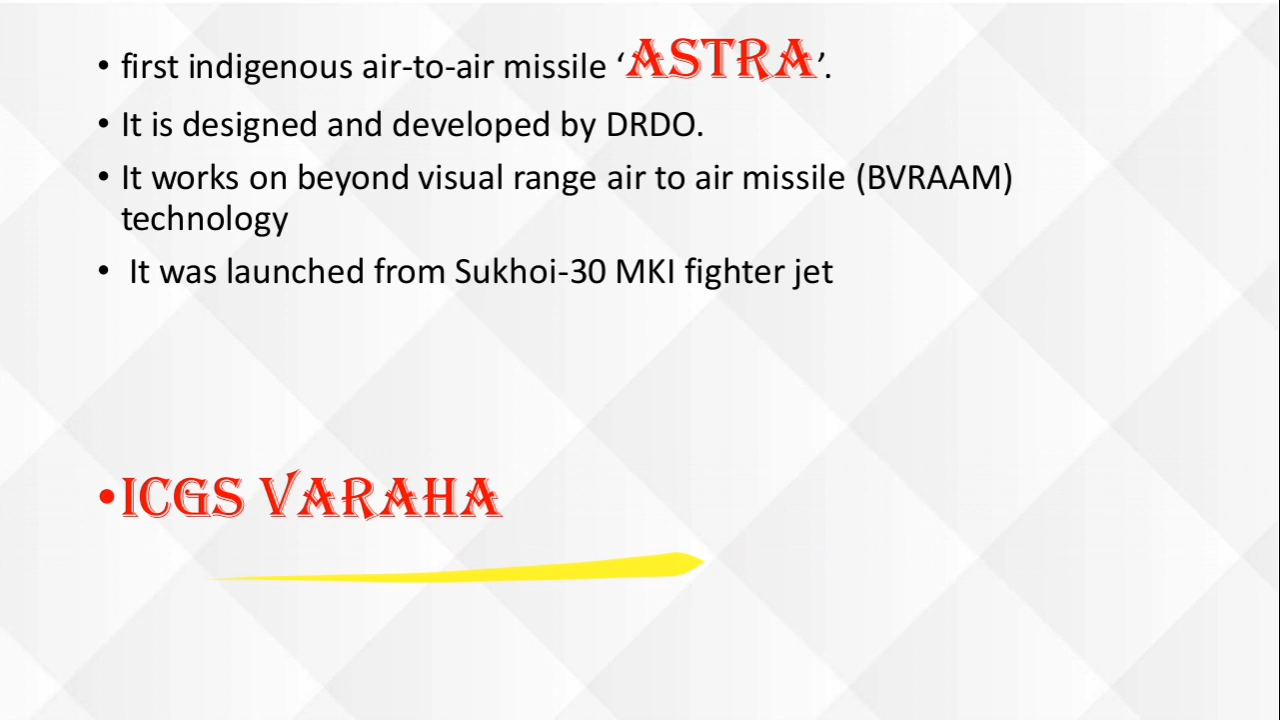 • first indigenous air-to-air missile ‘ASTRA’.
• It is designed and developed by DRDO.
• It works on beyond visual range air to air missile (BVRAAM)
technology
• It was launched from Sukhoi-30 MKI fighter jet
•ICGS VARAHA